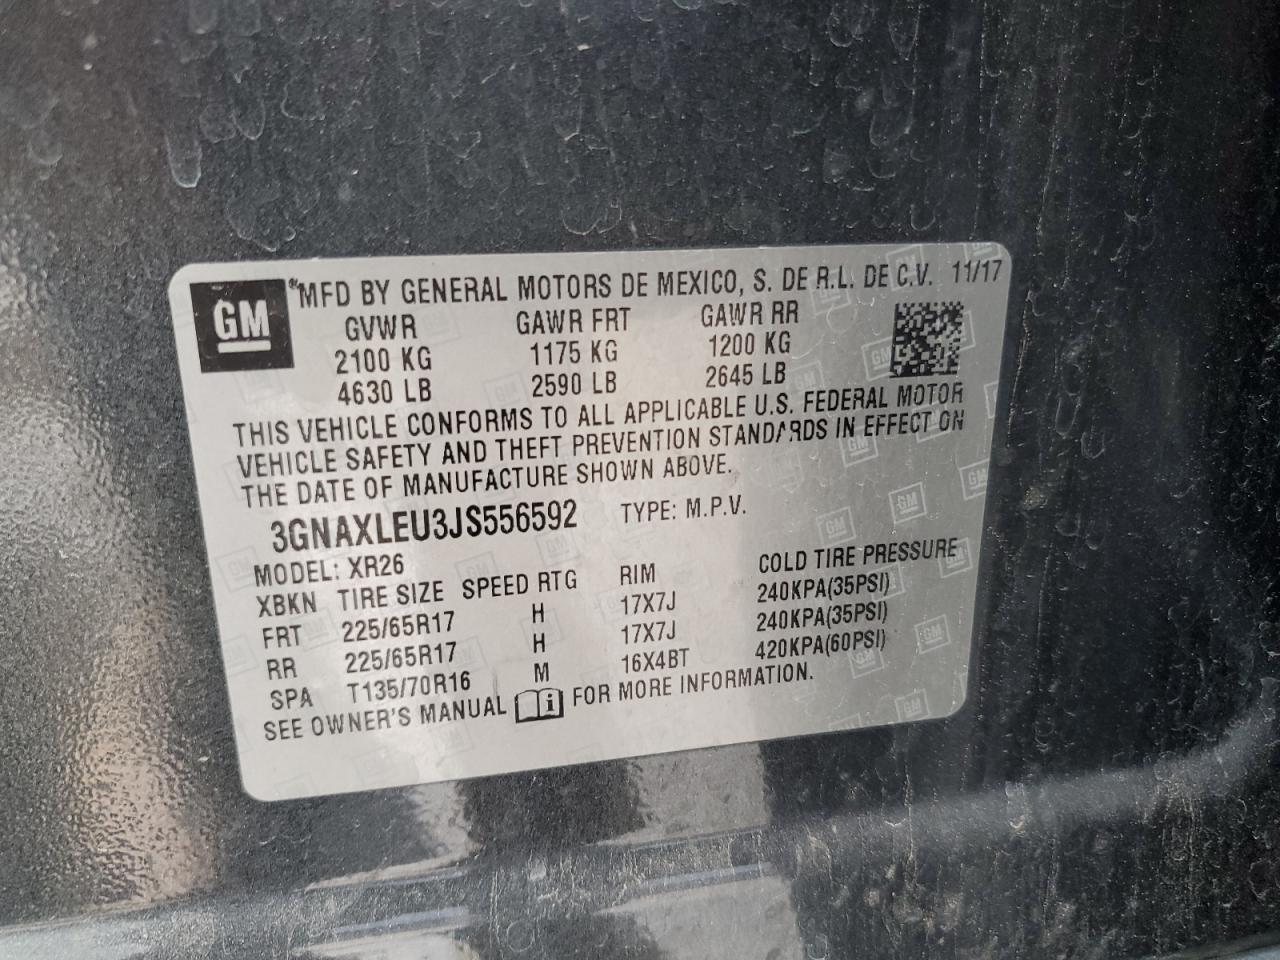 GM MFD BY GENERAL MOTORS DE MEXICO, S. DE R.L. DE C.V. 11/17
GVWR GAWR FRT GAWR RR
2100 KG 1175 KG 1200 KG
4630 LB 2590 LB 2645 LB
THIS VEHICLE CONFORMS TO ALL APPLICABLE U.S. FEDERAL MOTOR
VEHICLE SAFETY AND THEFT PREVENTION STANDARDS IN EFFECT ON
THE DATE OF MANUFACTURE SHOWN ABOVE.
3GNAXLEU3JS556592 TYPE: M.P.V.
MODEL: XR26
XBKN TIRE SIZE SPEED RTG RIM COLD TIRE PRESSURE
FRT 225/65R17 H 17X7J 240KPA(35PSI)
RR 225/65R17 H 17X7J 240KPA(35PSI)
SPA T135/70R16 M 16X4BT 420KPA(60PSI)
SEE OWNER'S MANUAL i FOR MORE INFORMATION.